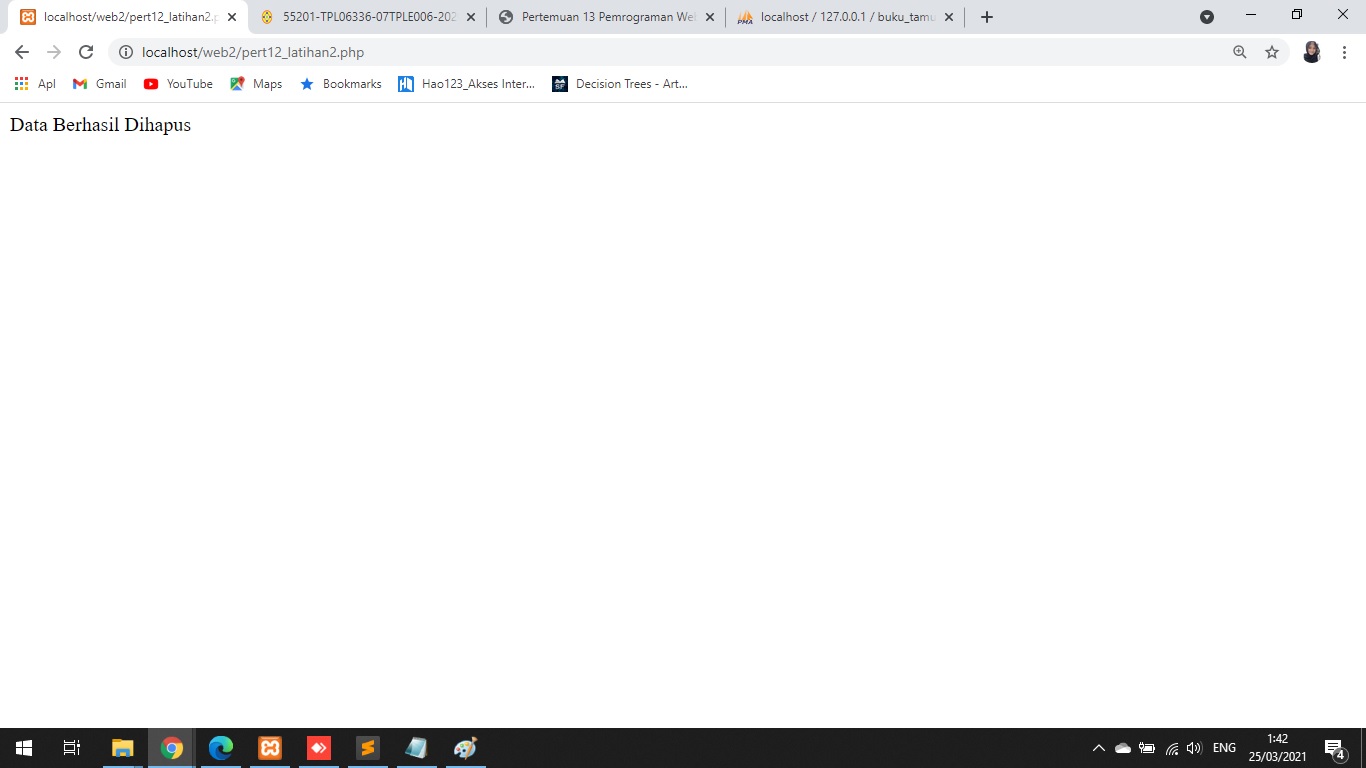 localhost/web2/pert12_latihan2.p
55201-TPL06336-07TPLE006-202
Pertemuan 13 Pemrograman We
localhost / 127.0.0.1 / buku_tamu
localhost/web2/pert12_latihan2.php
Apl
Gmail
YouTube
Maps
Bookmarks
Hao123_Akses Inter...
Decision Trees - Art...
Data Berhasil Dihapus
ENG
1:42
25/03/2021
4